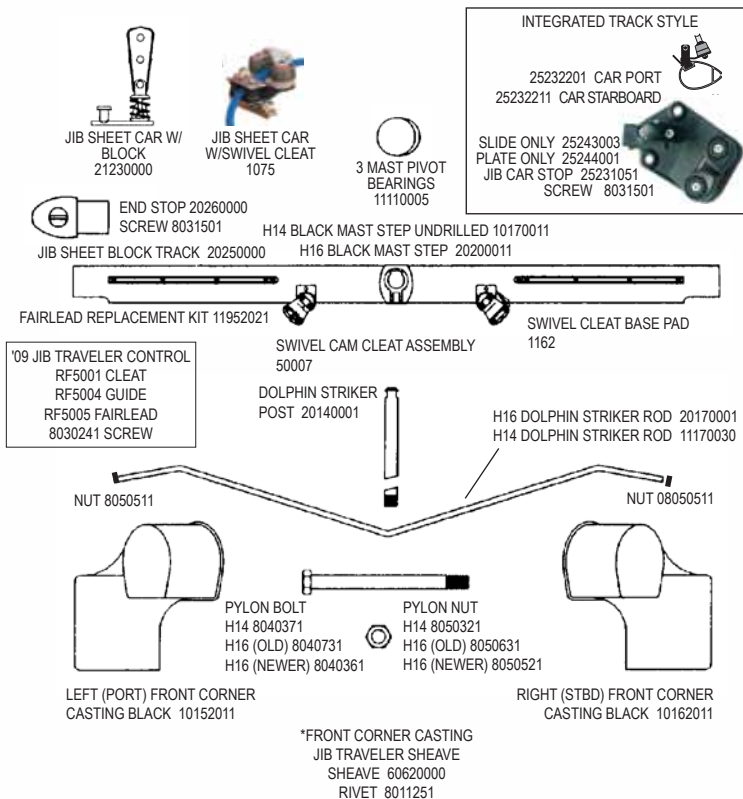 INTEGRATED TRACK STYLE
25232201 CAR PORT
25232211 CAR STARBOARD
SLIDE ONLY 25243003
PLATE ONLY 25244001
JIB CAR STOP 25231051
SCREW 8031501
JIB SHEET CAR W/
BLOCK
21230000
JIB SHEET CAR
W/SWIVEL CLEAT
1075
3 MAST PIVOT
BEARINGS
11110005
END STOP 20260000
SCREW 8031501
H14 BLACK MAST STEP UNDRILLED 10170011
JIB SHEET BLOCK TRACK 20250000
H16 BLACK MAST STEP 20200011
FAIRLEAD REPLACEMENT KIT 11952021
SWIVEL CAM CLEAT ASSEMBLY
50007
SWIVEL CLEAT BASE PAD
1162
'09 JIB TRAVELER CONTROL
RF5001 CLEAT
RF5004 GUIDE
RF5005 FAIRLEAD
8030241 SCREW
DOLPHIN STRIKER
POST 20140001
H16 DOLPHIN STRIKER ROD 20170001
H14 DOLPHIN STRIKER ROD 11170030
NUT 8050511
NUT 08050511
PYLON BOLT
H14 8040371
H16 (OLD) 8040731
H16 (NEWER) 8040361
PYLON NUT
H14 8050321
H16 (OLD) 8050631
H16 (NEWER) 8050521
LEFT (PORT) FRONT CORNER
CASTING BLACK 10152011
RIGHT (STBD) FRONT CORNER
CASTING BLACK 10162011
*FRONT CORNER CASTING
JIB TRAVELER SHEAVE
SHEAVE 60620000
RIVET 8011251